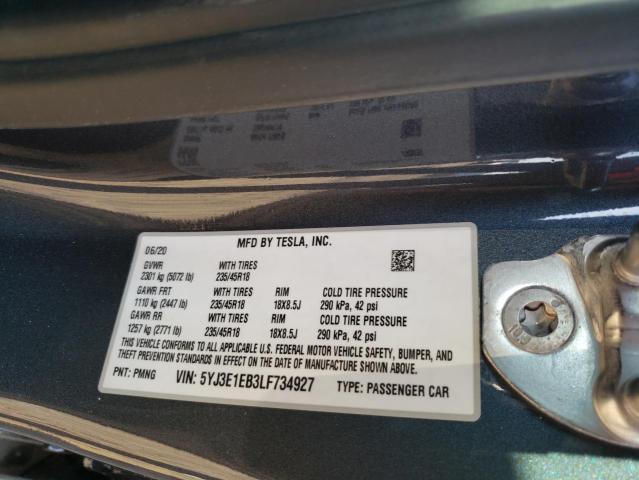 06/20 MFD BY TESLA, INC.
GVWR WITH TIRES
2301 kg (5072 lb) 235/45R18
GAWR FRT WITH TIRES RIM COLD TIRE PRESSURE
1110 kg (2447 lb) 235/45R18 18X8.5J 290 kPa, 42 psi
GAWR RR WITH TIRES RIM COLD TIRE PRESSURE
1257 kg (2771 lb) 235/45R18 18X8.5J 290 kPa, 42 psi
THIS VEHICLE CONFORMS TO ALL APPLICABLE U.S. FEDERAL MOTOR VEHICLE SAFETY, BUMPER, AND
THEFT PREVENTION STANDARDS IN EFFECT ON THE DATE OF MANUFACTURE SHOWN ABOVE.
PNT: PMNG VIN: 5YJ3E1EB3LF734927 TYPE: PASSENGER CAR